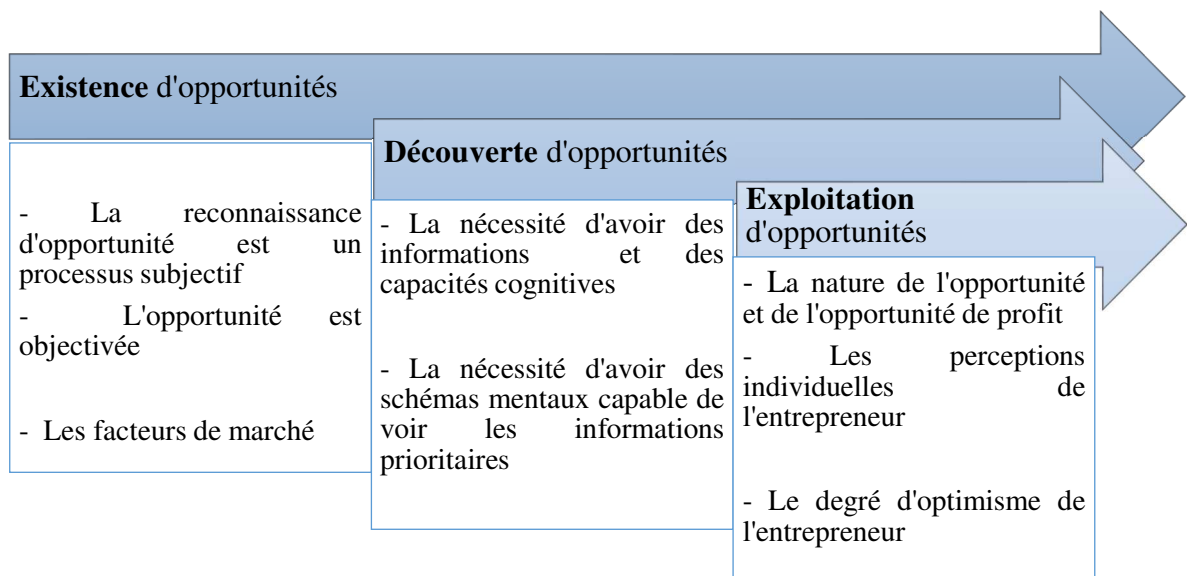 Existence d'opportunités
- La reconnaissance
d'opportunité est un
processus subjectif
- L'opportunité est
objectivée
- Les facteurs de marché
Découverte d'opportunités
- La nécessité d'avoir des
informations et des
capacités cognitives
- La nécessité d'avoir des
schémas mentaux capable de
voir les informations
prioritaires
Exploitation
d'opportunités
- La nature de l'opportunité
et de l'opportunité de profit
- Les perceptions
individuelles de
l'entrepreneur
- Le degré d'optimisme de
l'entrepreneur